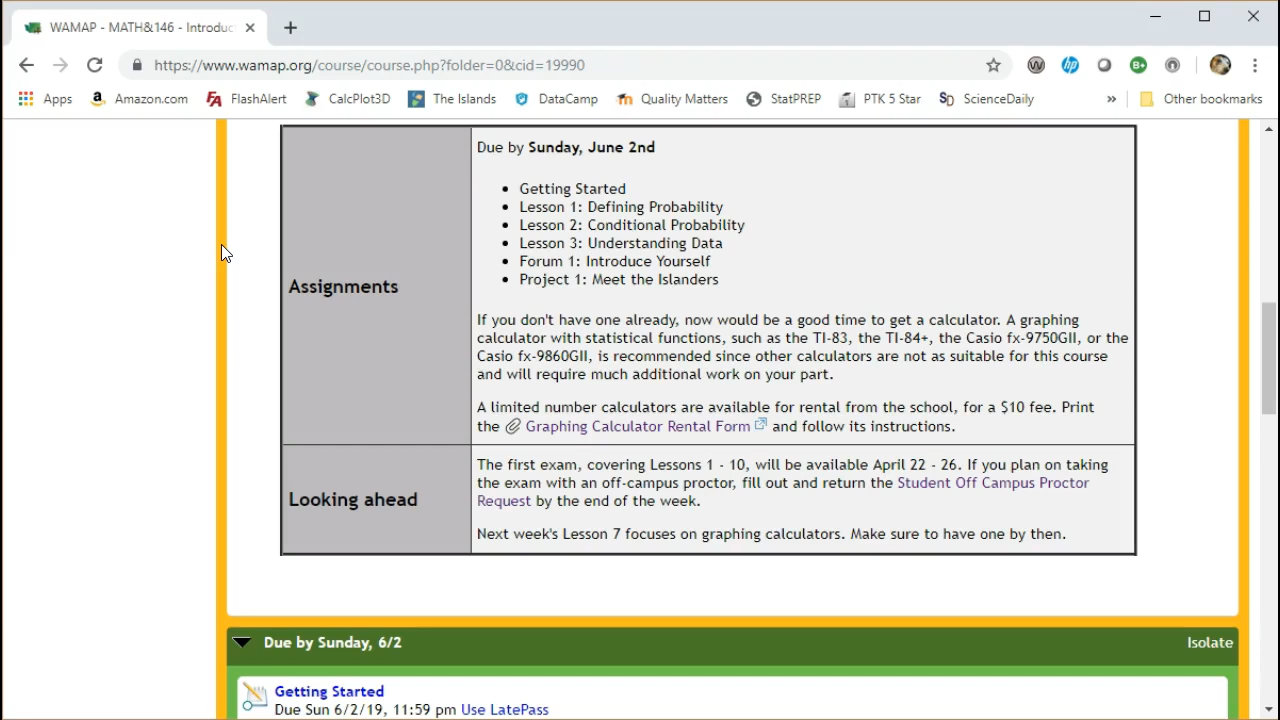 WAMAP - MATH&146 - Introduc
https://www.wamap.org/course/course.php?folder=0&cid=19990
Apps Amazon.com FlashAlert CalcPlot3D The Islands DataCamp Quality Matters StatPREP PTK 5 Star ScienceDaily » Other bookmarks
Due by Sunday, June 2nd
• Getting Started
• Lesson 1: Defining Probability
• Lesson 2: Conditional Probability
• Lesson 3: Understanding Data
• Forum 1: Introduce Yourself
• Project 1: Meet the Islanders
Assignments
If you don't have one already, now would be a good time to get a calculator. A graphing
calculator with statistical functions, such as the TI-83, the TI-84+, the Casio fx-9750GII, or the
Casio fx-9860GII, is recommended since other calculators are not as suitable for this course
and will require much additional work on your part.
A limited number calculators are available for rental from the school, for a $10 fee. Print
the Graphing Calculator Rental Form and follow its instructions.
Looking ahead
The first exam, covering Lessons 1 - 10, will be available April 22 - 26. If you plan on taking
the exam with an off-campus proctor, fill out and return the Student Off Campus Proctor
Request by the end of the week.
Next week's Lesson 7 focuses on graphing calculators. Make sure to have one by then.
Due by Sunday, 6/2 Isolate
Getting Started
Due Sun 6/2/19, 11:59 pm Use LatePass